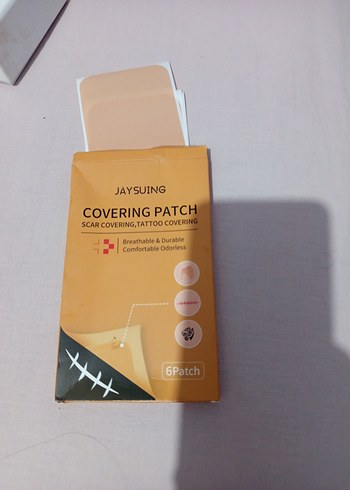 JAYSUING
COVERING PATCH
SCAR COVERING,TATTOO COVERING
Breathable & Durable
Comfortable Odorless
6Patch